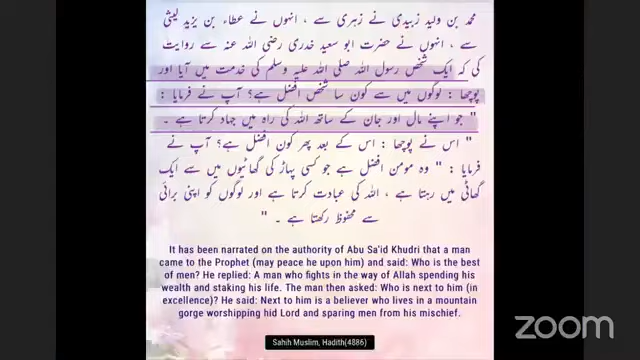 محمد بن ولید زبیدی نے زہری سے ، انہوں نے عطاء بن یزید لیثی
سے ، انہوں نے حضرت ابو سعید خدری رضی اللہ عنہ سے روایت
کی کہ ایک شخص رسول اللہ صلی اللہ علیہ وسلم کی خدمت میں آیا اور
پوچھا : لوگوں میں سے کون سا شخص افضل ہے؟ آپ نے فرمایا :
" جو اپنے مال اور جان کے ساتھ اللہ کی راہ میں جہاد کرتا ہے ۔
" اس نے پوچھا : اس کے بعد پھر کون افضل ہے؟ آپ نے
فرمایا : " وہ مومن افضل ہے جو کسی پہاڑ کی گھاٹیوں میں سے ایک
گھاٹی میں رہتا ہے ، اللہ کی عبادت کرتا ہے اور لوگوں کو اپنی برائی
سے محفوظ رکھتا ہے ۔ "
It has been narrated on the authority of Abu Sa'id Khudri that a man
came to the Prophet (may peace he upon him) and said: Who is the best
of men? He replied: A man who fights in the way of Allah spending his
wealth and staking his life. The man then asked: Who is next to him (in
excellence)? He said: Next to him is a believer who lives in a mountain
gorge worshipping hid Lord and sparing men from his mischief.
Sahih Muslim, Hadith(4886)
zoom